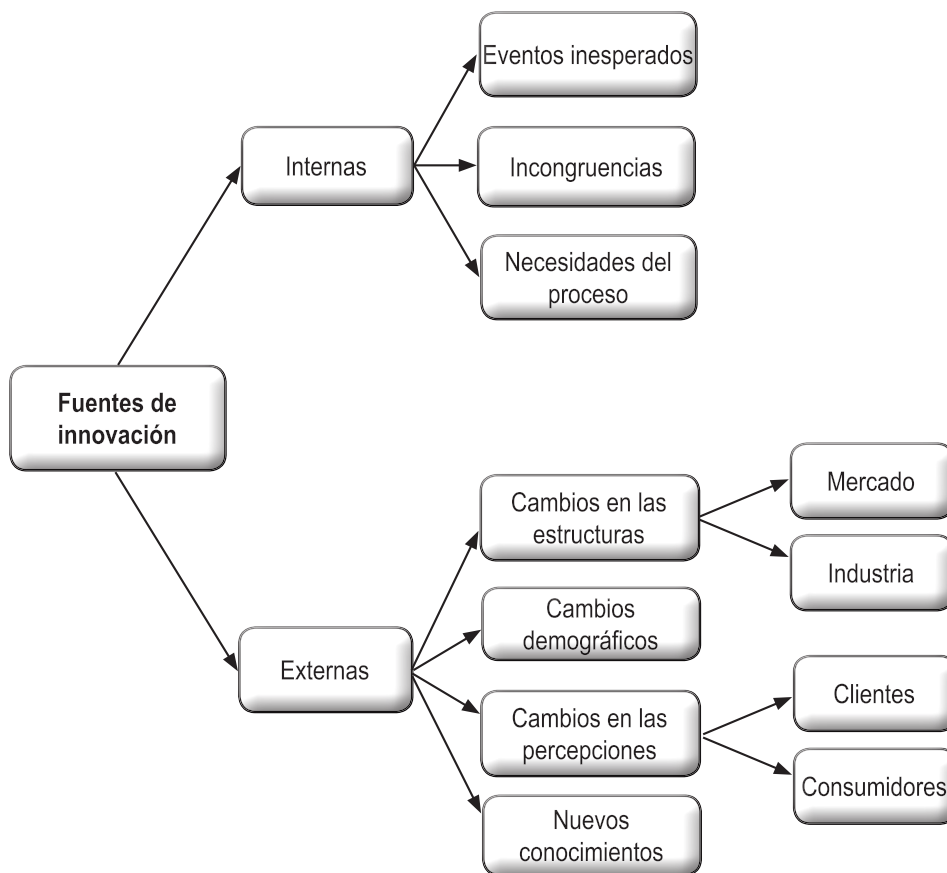 Eventos inesperados
Internas
Incongruencias
Necesidades del
proceso
Fuentes de
innovación
Cambios en las
estructuras
Mercado
Industria
Cambios
demográficos
Externas
Cambios en las
percepciones
Clientes
Consumidores
Nuevos
conocimientos